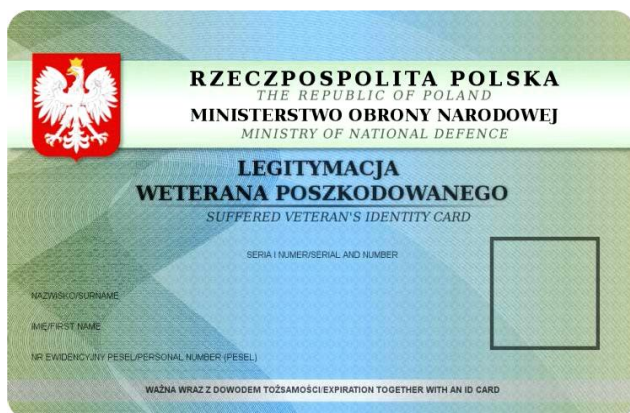 RZECZPOSPOLITA POLSKA
THE REPUBLIC OF POLAND
MINISTERSTWO OBRONY NARODOWEJ
MINISTRY OF NATIONAL DEFENCE
LEGITYMACJA
WETERANA POSZKODOWANEGO
SUFFERED VETERAN'S IDENTITY CARD
SERIA I NUMER/SERIAL AND NUMBER
NAZWISKO/SURNAME
IMIĘ/FIRST NAME
NR EWIDENCYJNY PESEL/PERSONAL NUMBER (PESEL)
WAŻNA WRAZ Z DOWODEM TOŻSAMOŚCI/EXPIRATION TOGETHER WITH AN ID CARD